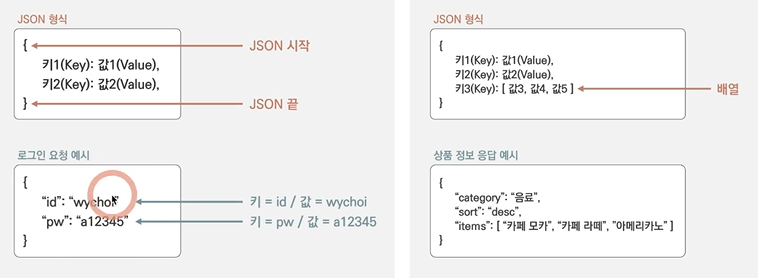 JSON 형식
{
JSON 시작
키1(Key): 값1(Value),
키2(Key): 값2(Value),
}
JSON 끝
로그인 요청 예시
{
“id”: “wychoi”
키 = id / 값 = wychoi
“pw”: “a12345”
키 = pw / 값 = a12345
}
JSON 형식
{
키1(Key): 값1(Value),
키2(Key): 값2(Value),
키3(Key): [ 값3, 값4, 값5 ]
배열
}
상품 정보 응답 예시
{
“category”: “음료”,
“sort”: “desc”,
“items”: [ “카페 모카”, “카페 라떼”, ”아메리카노” ]
}